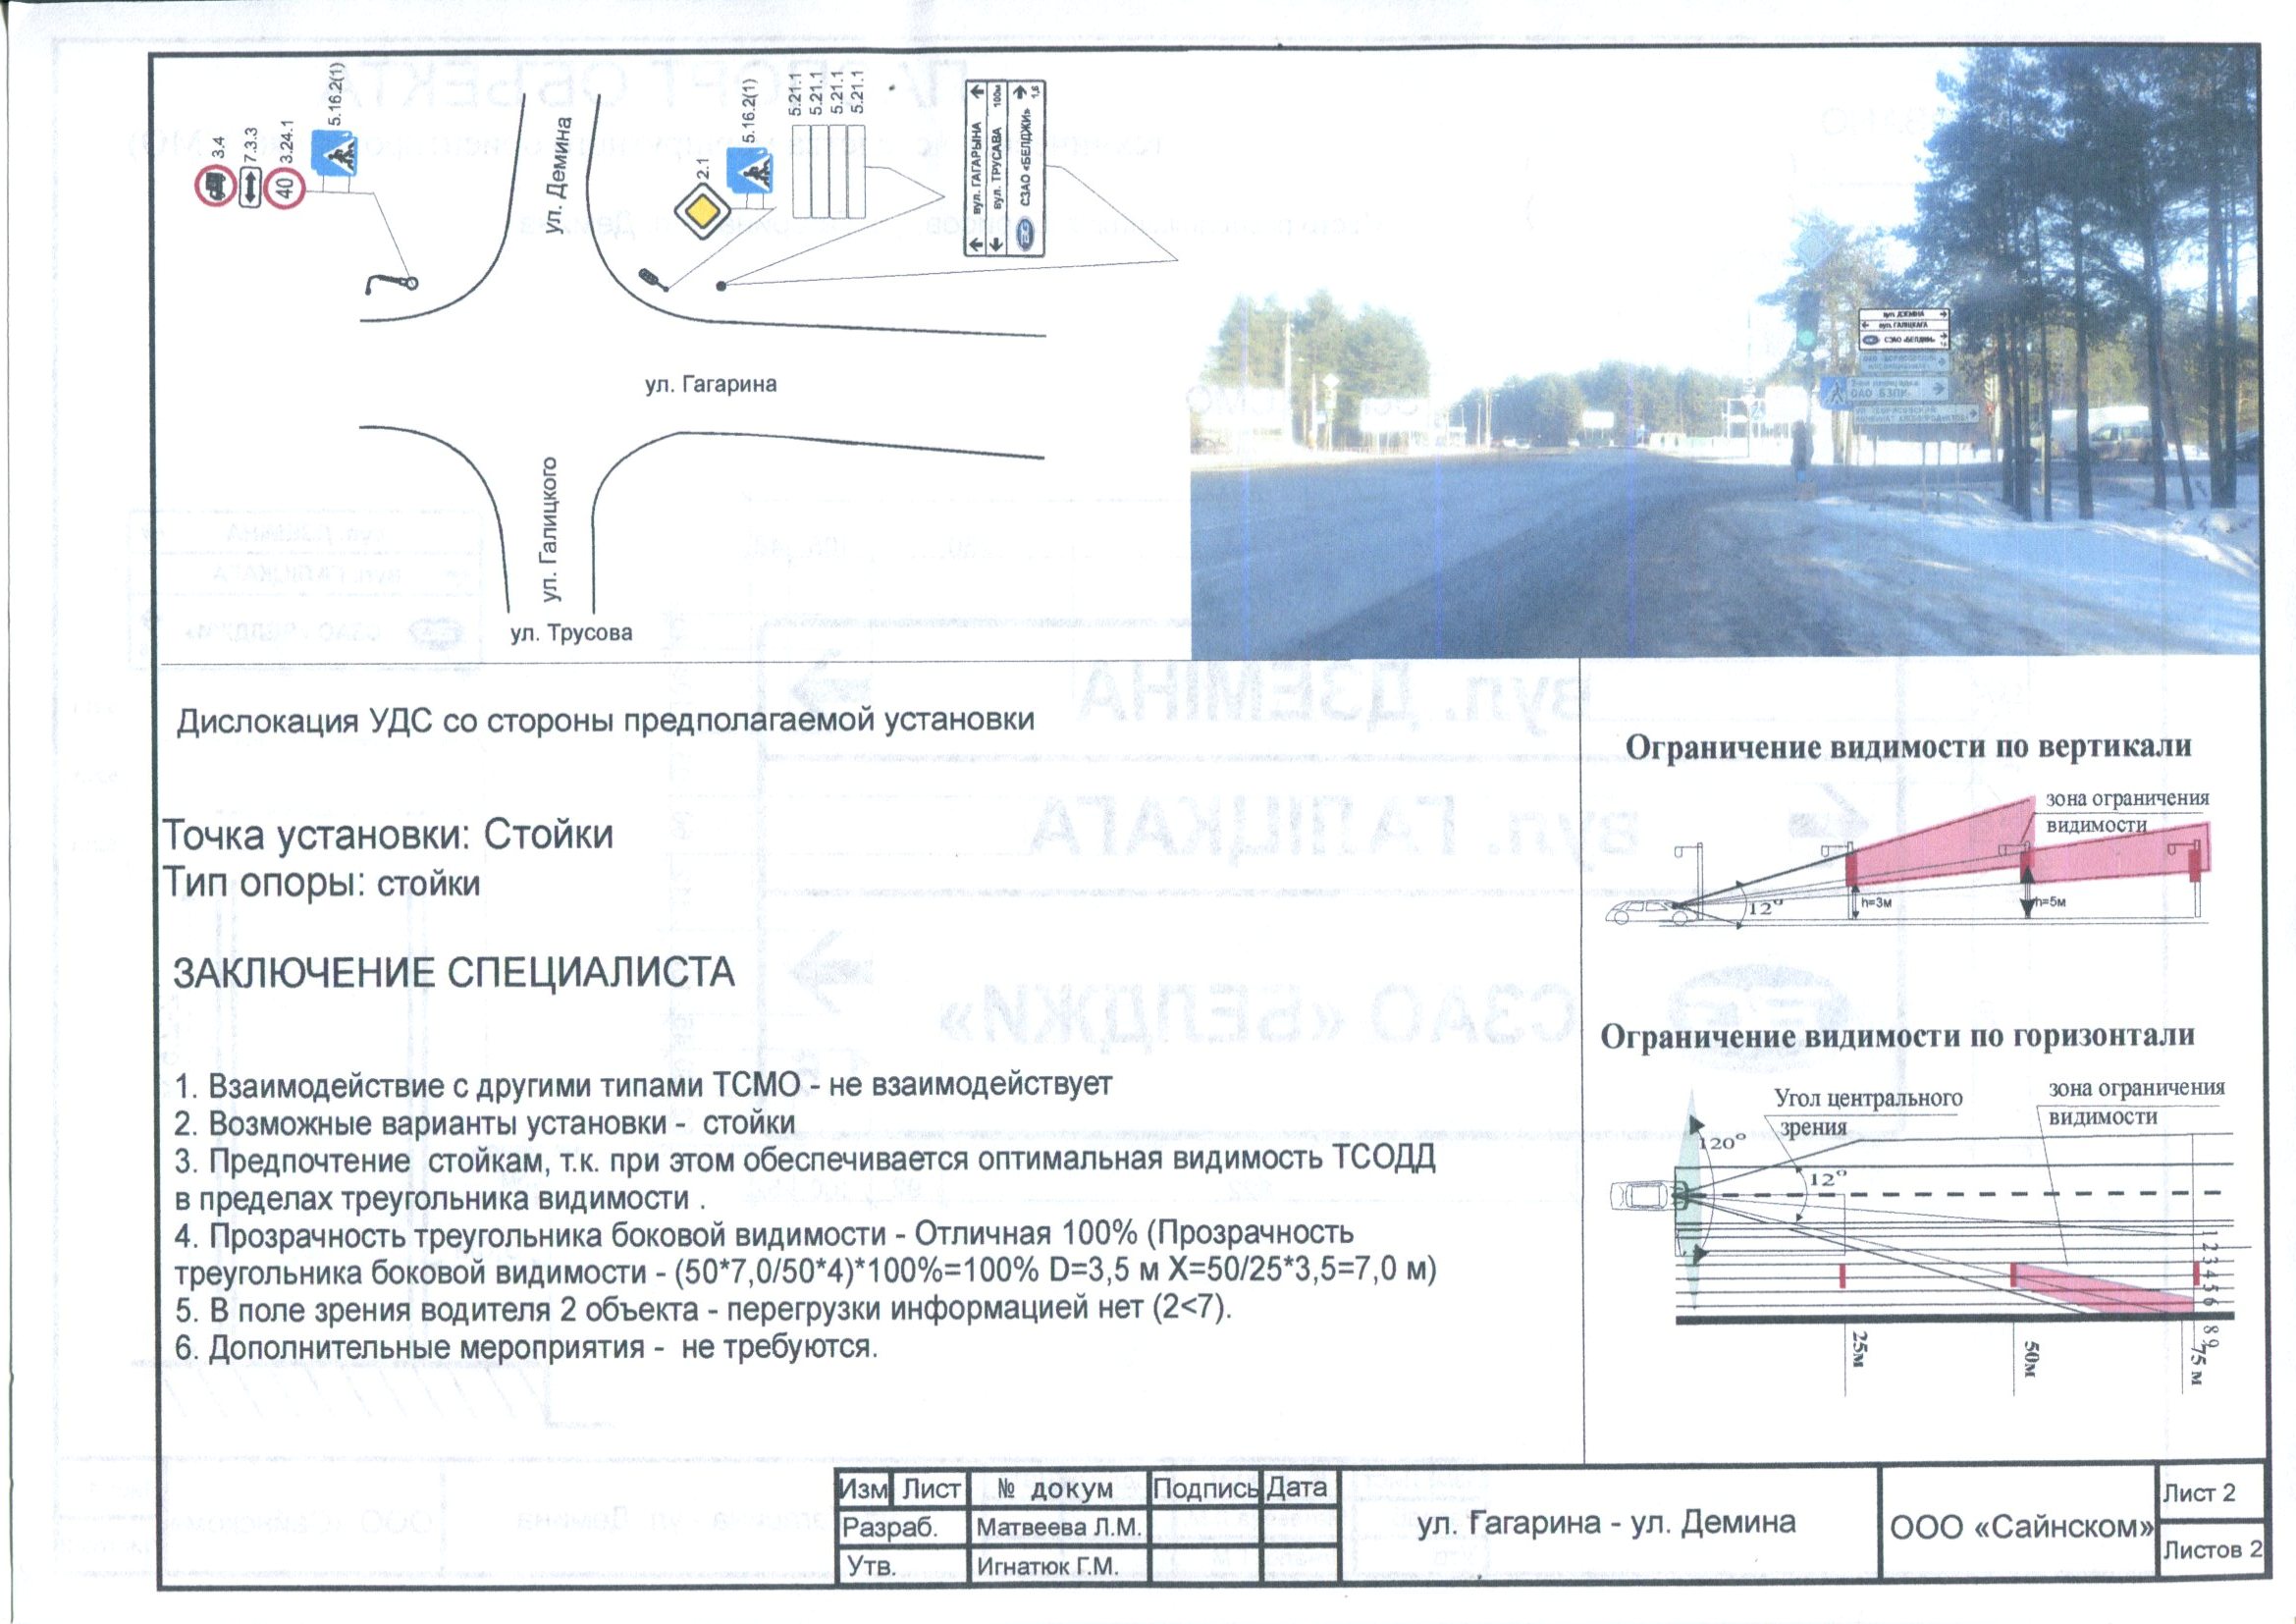 3.4
7.3.3
3.24.1
40
5.16.2(1)
ул. Демина
2.1
5.16.2(1)
5.21.1
5.21.1
5.21.1
5.21.1
вул. ГАГАРЫНА
вул. ТРУСАВА 100м
СЗАО «БЕЛДЖИ» 1,6
ул. Гагарина
ул. Галицкого
ул. Трусова
вул. ДЗЕМІНА
вул. ГАЛІЦКАГА
СЗАО «БЕЛДЖИ»
ОАО БЗПИ
Дислокация УДС со стороны предполагаемой установки
Точка установки: Стойки
Тип опоры: стойки
ЗАКЛЮЧЕНИЕ СПЕЦИАЛИСТА
1. Взаимодействие с другими типами ТСМО - не взаимодействует
2. Возможные варианты установки - стойки
3. Предпочтение стойкам, т.к. при этом обеспечивается оптимальная видимость ТСОДД
в пределах треугольника видимости .
4. Прозрачность треугольника боковой видимости - Отличная 100% (Прозрачность
треугольника боковой видимости - (50*7,0/50*4)*100%=100% D=3,5 м X=50/25*3,5=7,0 м)
5. В поле зрения водителя 2 объекта - перегрузки информацией нет (2<7).
6. Дополнительные мероприятия - не требуются.
Ограничение видимости по вертикали
зона ограничения
видимости
12°
h=3м
h=5м
Ограничение видимости по горизонтали
Угол центрального
зрения
зона ограничения
видимости
120°
12°
1 2 3 4 5 6 8 9
25м
50м
75 м
Изм Лист № докум Подпись Дата
Разраб. Матвеева Л.М.
Утв. Игнатюк Г.М.
ул. Гагарина - ул. Демина
ООО «Сайнском»
Лист 2
Листов 2